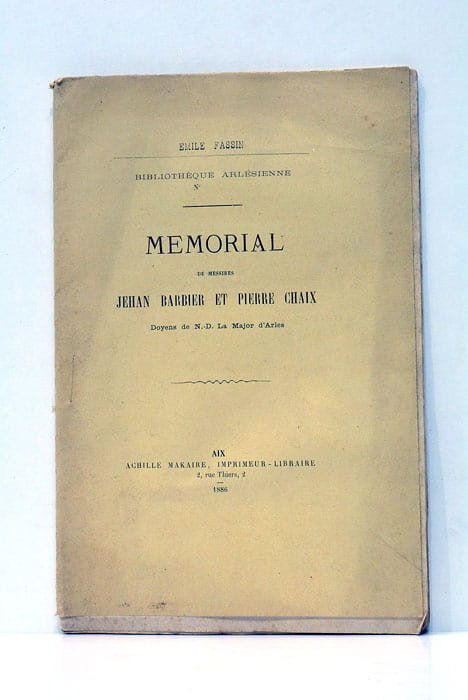 EMILE FASSIN
BIBLIOTHÈQUE ARLÉSIENNE
N°
MEMORIAL
DE MESSIRES
JEHAN BARBIER ET PIERRE CHAIX
Doyens de N.-D. La Major d'Arles
AIX
ACHILLE MAKAIRE, IMPRIMEUR-LIBRAIRE
2, rue Thiers, 2
1886